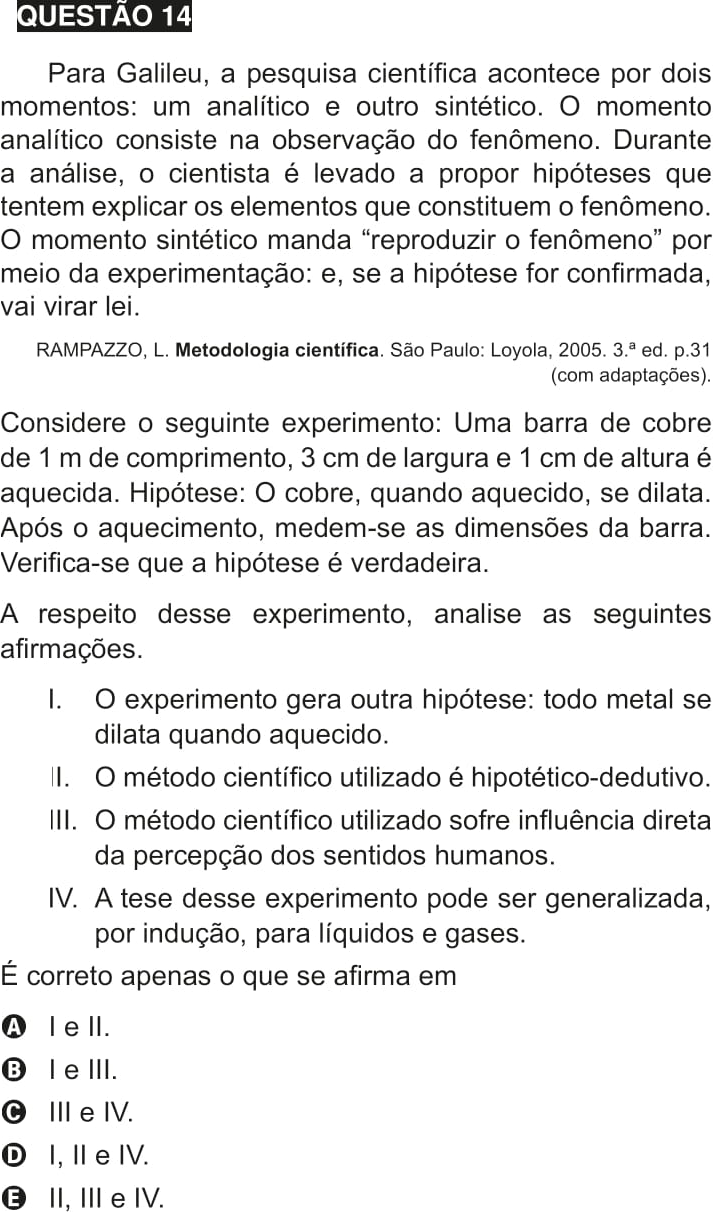 QUESTÃO 14
Para Galileu, a pesquisa científica acontece por dois
momentos: um analítico e outro sintético. O momento
analítico consiste na observação do fenômeno. Durante
a análise, o cientista é levado a propor hipóteses que
tentem explicar os elementos que constituem o fenômeno.
O momento sintético manda “reproduzir o fenômeno” por
meio da experimentação: e, se a hipótese for confirmada,
vai virar lei.
RAMPAZZO, L. Metodologia científica. São Paulo: Loyola, 2005. 3.ª ed. p.31
(com adaptações).
Considere o seguinte experimento: Uma barra de cobre
de 1 m de comprimento, 3 cm de largura e 1 cm de altura é
aquecida. Hipótese: O cobre, quando aquecido, se dilata.
Após o aquecimento, medem-se as dimensões da barra.
Verifica-se que a hipótese é verdadeira.
A respeito desse experimento, analise as seguintes
afirmações.
I. O experimento gera outra hipótese: todo metal se
dilata quando aquecido.
II. O método científico utilizado é hipotético-dedutivo.
III. O método científico utilizado sofre influência direta
da percepção dos sentidos humanos.
IV. A tese desse experimento pode ser generalizada,
por indução, para líquidos e gases.
É correto apenas o que se afirma em
A I e II.
B I e III.
C III e IV.
D I, II e IV.
E II, III e IV.